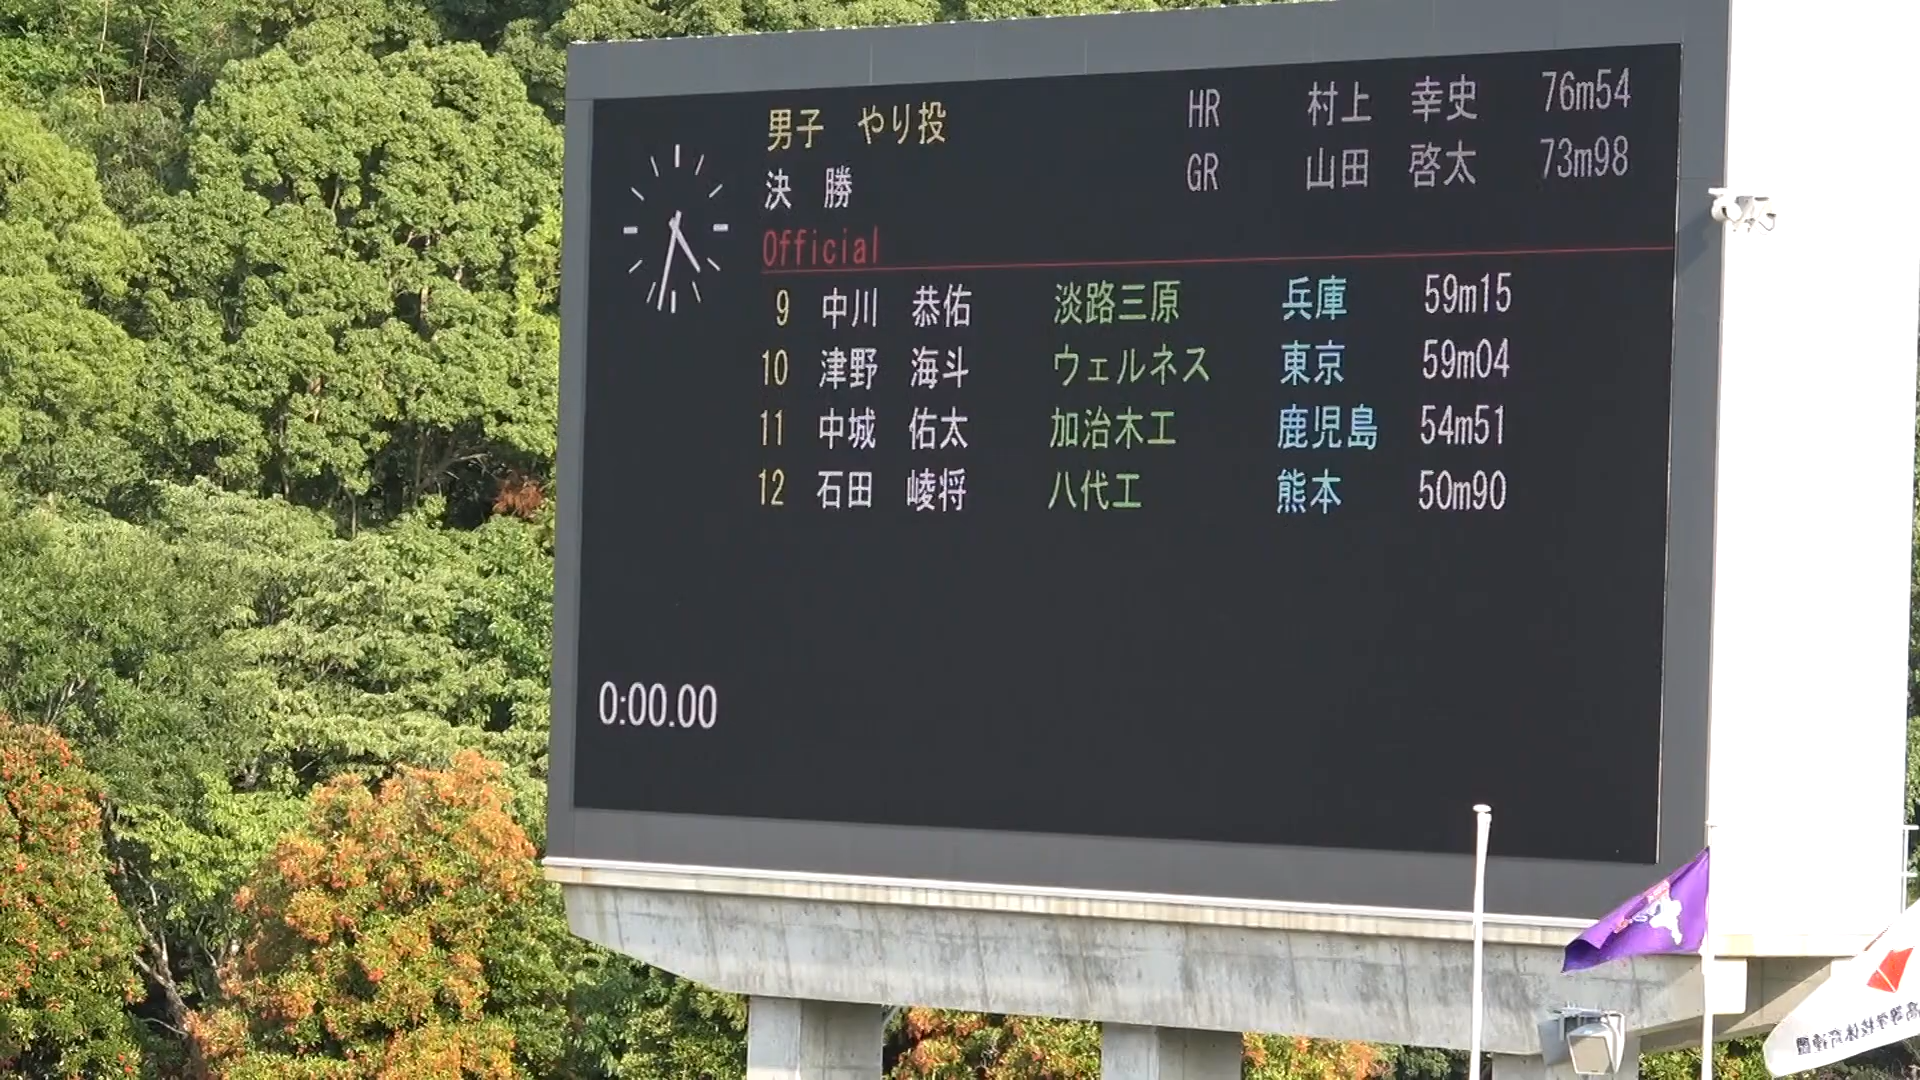 男子 やり投 HR 村上 幸史 76m54
決 勝 GR 山田 啓太 73m98
Official
9 中川 恭佑 淡路三原 兵庫 59m15
10 津野 海斗 ウェルネス 東京 59m04
11 中城 佑太 加治木工 鹿児島 54m51
12 石田 崚将 八代工 熊本 50m90
0:00.00